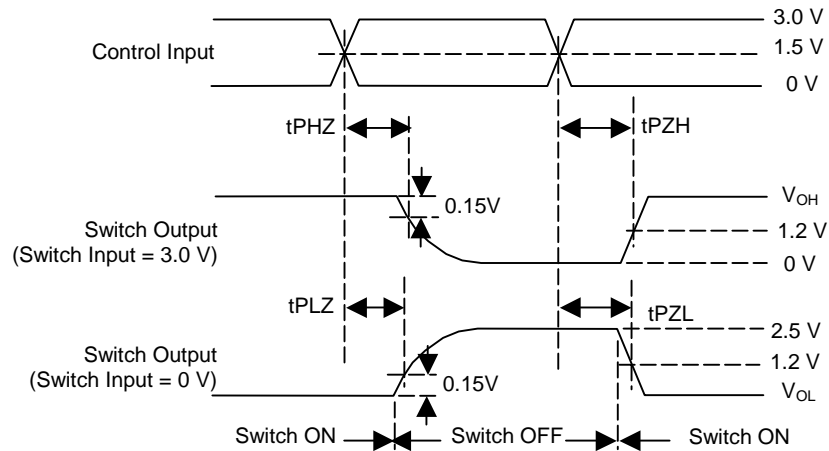 3.0 V
Control Input
1.5 V
0 V
tPHZ
tPZH
0.15V
VOH
Switch Output
(Switch Input = 3.0 V)
1.2 V
0 V
tPLZ
tPZL
2.5 V
Switch Output
(Switch Input = 0 V)
1.2 V
0.15V
VOL
Switch ON
Switch OFF
Switch ON